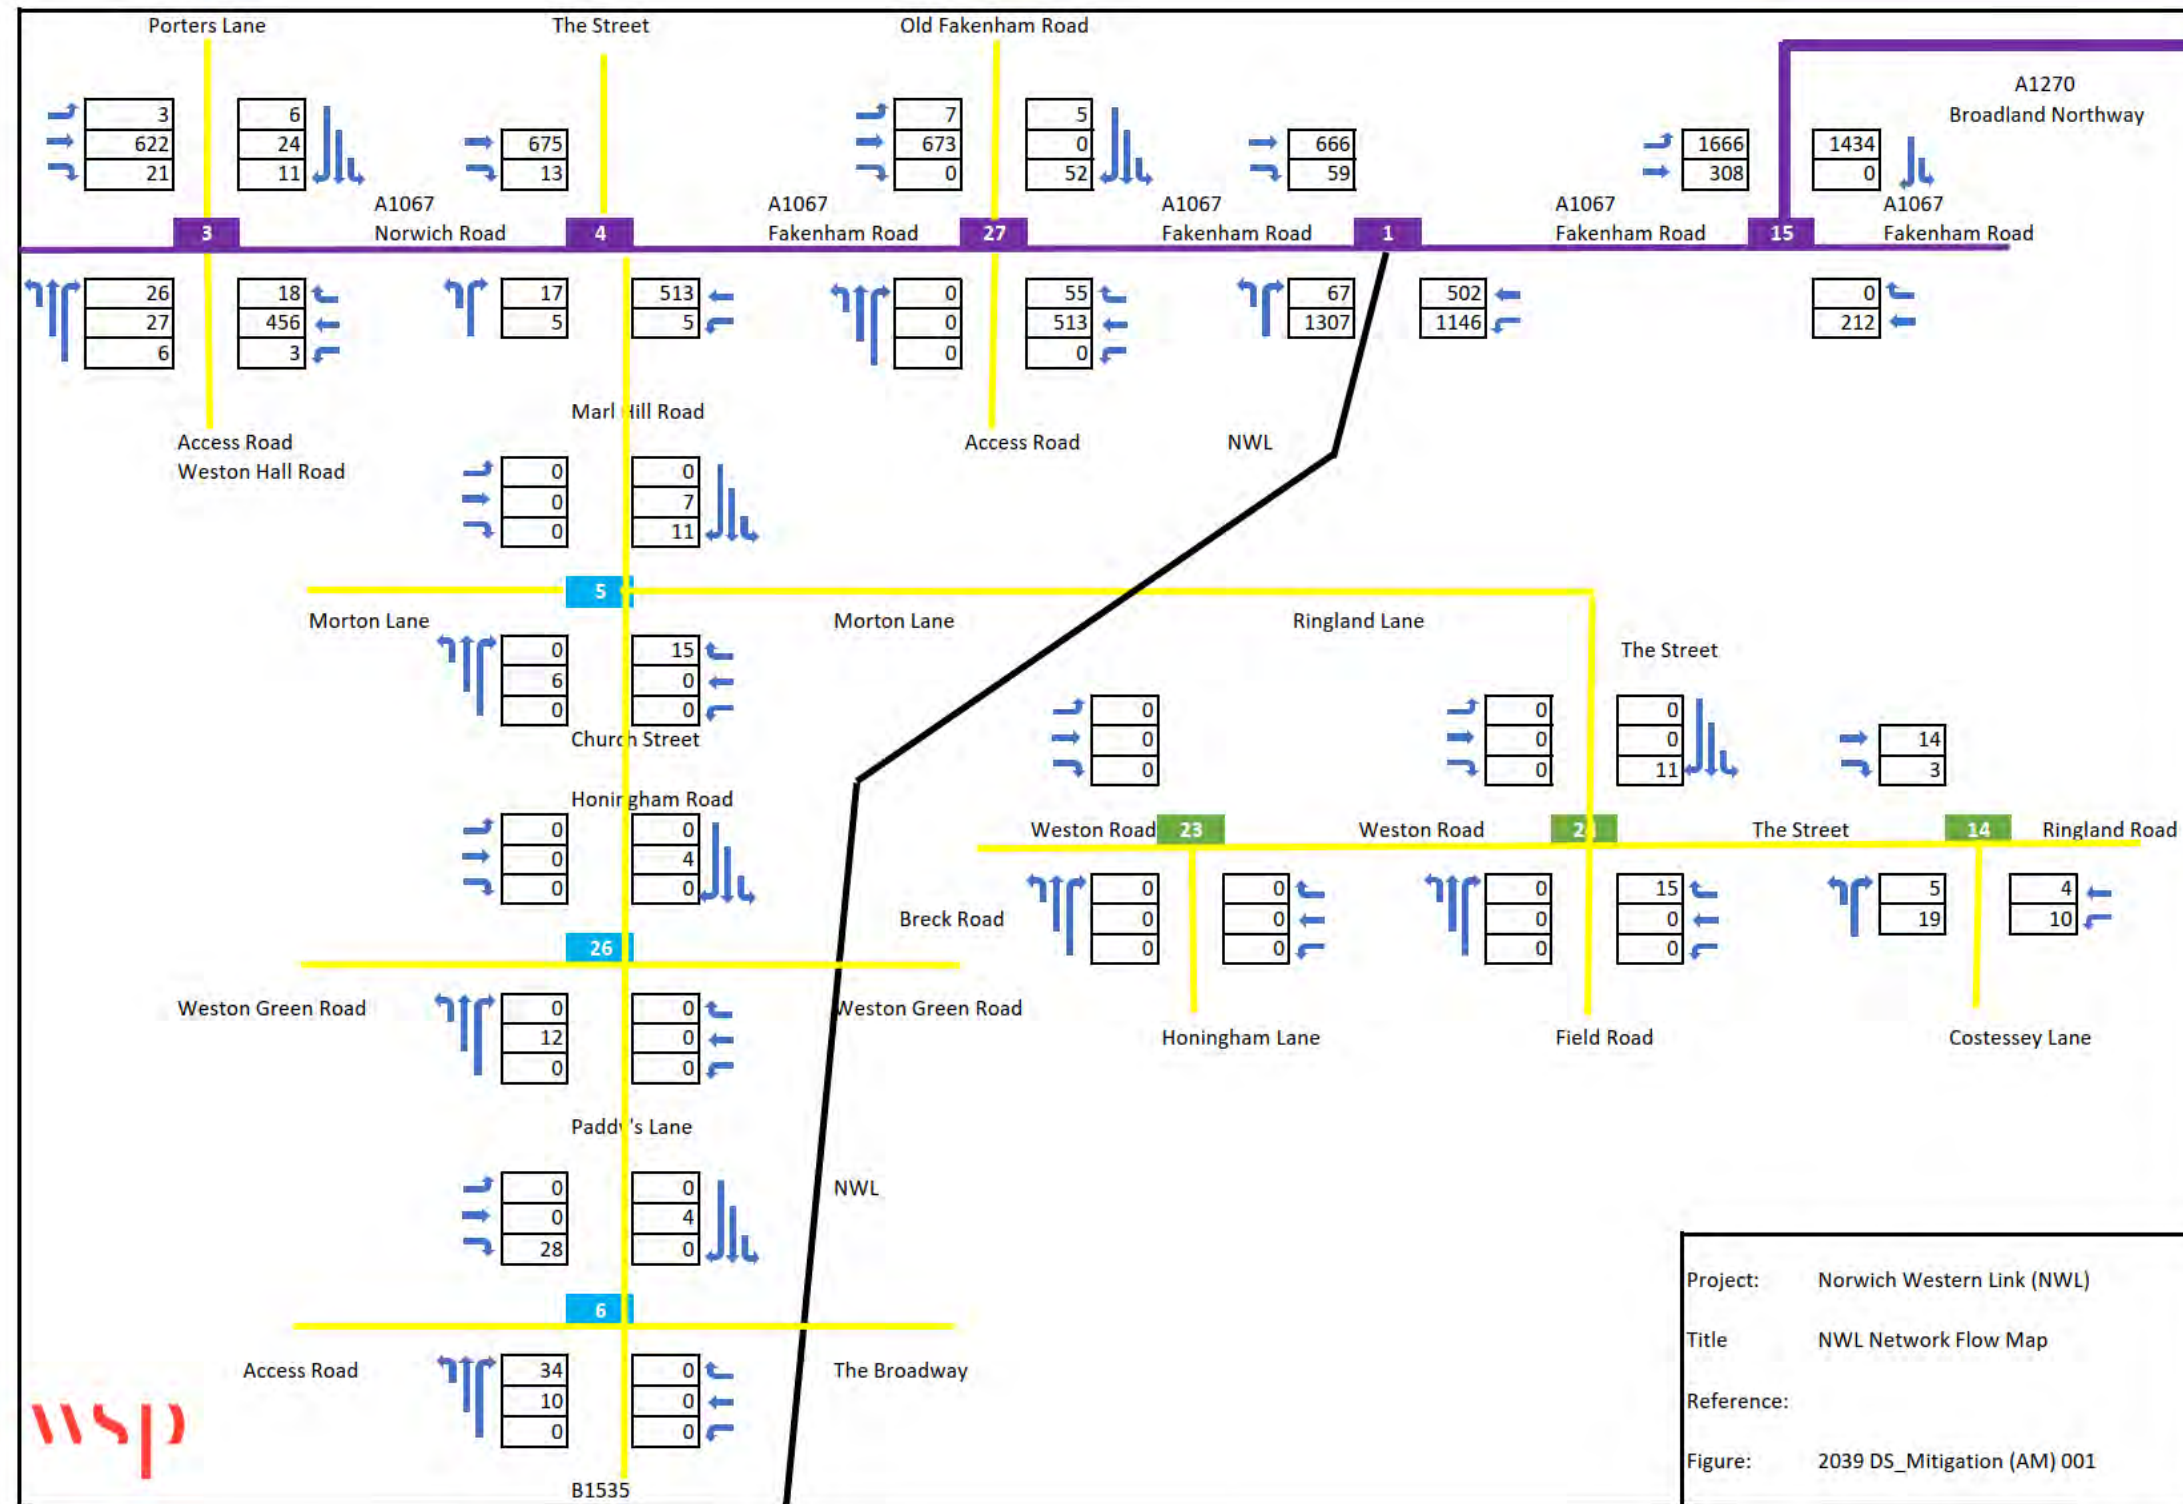 Porters Lane The Street Old Fakenham Road
A1270
Broadland Northway
3 6 7 5
622 24 675 673 0 666 1666 1434
21 11 13 0 52 59 308 0
A1067 A1067 A1067 A1067 A1067
Norwich Road Fakenham Road Fakenham Road Fakenham Road Fakenham Road
3 4 27 1 15
26 18 17 513 0 55 67 502 0
27 456 5 5 0 513 1307 1146 212
6 3 0 0
Marl Hill Road
Access Road Access Road NWL
Weston Hall Road
0 0
0 7
0 11
5
Morton Lane Morton Lane Ringland Lane
0 15 The Street
6 0
0 0 0 0 0
Church Street 0 0 0 14
0 0 11 3
Honingham Road
0 0 Weston Road 23 Weston Road 24 The Street 14 Ringland Road
0 4
0 0 0 0 0 15 5 4
Breck Road 0 0 0 0 19 10
26 0 0 0 0
Weston Green Road 0 0 Weston Green Road
12 0 Honingham Lane Field Road Costessey Lane
0 0
Paddy's Lane
0 0 NWL
0 4
28 0
6
Access Road 34 0 The Broadway
10 0
0 0
B1535
wsp
Project: Norwich Western Link (NWL)
Title NWL Network Flow Map
Reference:
Figure: 2039 DS_Mitigation (AM) 001